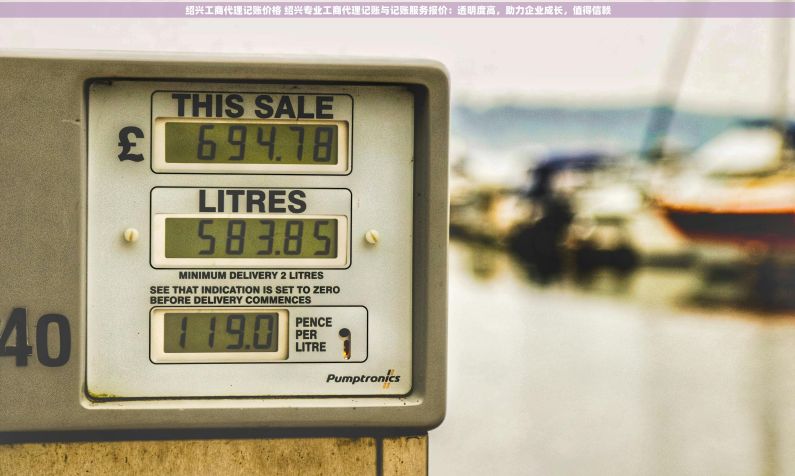 绍兴工商代理记账价格 绍兴专业工商代理记账与记账服务报价：透明度高，助力企业成长，值得信赖
THIS SALE
£ 694.78
LITRES
583.85
MINIMUM DELIVERY 2 LITRES
SEE THAT INDICATION IS SET TO ZERO
BEFORE DELIVERY COMMENCES
119.0
PENCE
PER
LITRE
40
Pumptronics